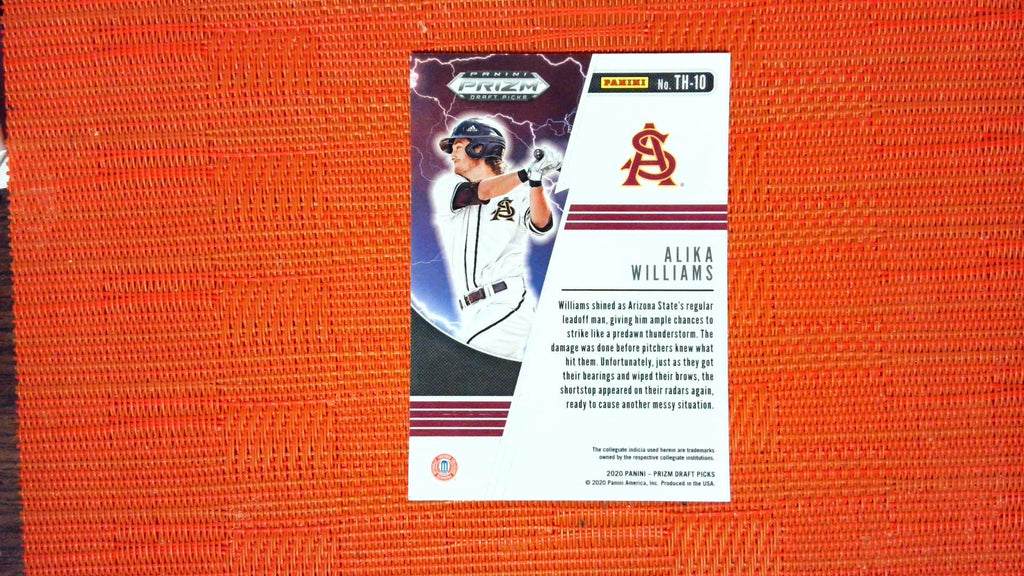 PANINI
PRIZM
DRAFT PICKS
PANINI No. TH-10
ALIKA
WILLIAMS
Williams shined as Arizona State's regular
leadoff man, giving him ample chances to
strike like a predawn thunderstorm. The
damage was done before pitchers knew what
hit them. Unfortunately, just as they got
their bearings and wiped their brows, the
shortstop appeared on their radars again,
ready to cause another messy situation.
The collegiate indicia used herein are trademarks
owned by the respective collegiate institutions.
2020 PANINI – PRIZM DRAFT PICKS
© 2020 Panini America, Inc. Produced in the USA.